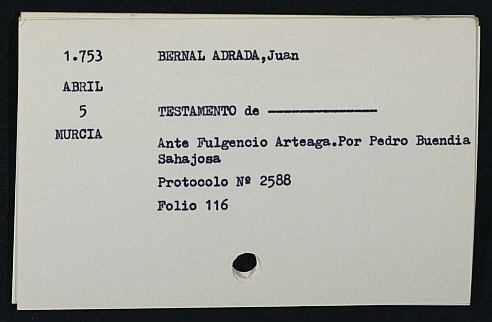 1.753 BERNAL ADRADA,Juan
ABRIL
5 TESTAMENTO de --------------
MURCIA
Ante Fulgencio Arteaga.Por Pedro Buendia
Sahajosa
Protocolo Nº 2588
Folio 116